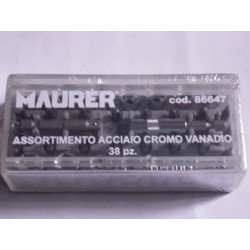 MAURER
cod. 86647
ASSORTIMENTO ACCIAIO CROMO VANADIO
38 pz.